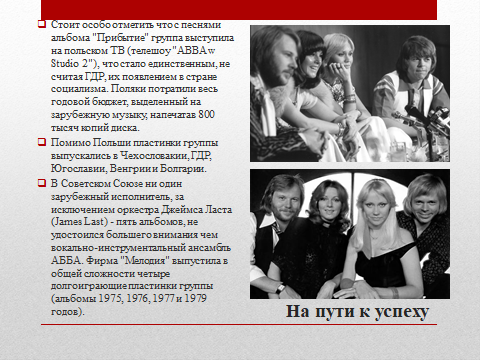 Стоит особо отметить что с песнями
альбома "Прибытие" группа выступила
на польском ТВ (телешоу "ABBA w
Studio 2"), что стало единственным, не
считая ГДР, их появлением в стране
социализма. Поляки потратили весь
годовой бюджет, выделенный на
зарубежную музыку, напечатав 800
тысяч копий диска.
Помимо Польши пластинки группы
выпускались в Чехословакии, ГДР,
Югославии, Венгрии и Болгарии.
В Советском Союзе ни один
зарубежный исполнитель, за
исключением оркестра Джеймса Ласта
(James Last) - пять альбомов, не
удостоился большего внимания чем
вокально-инструментальный ансамбль
АББА. Фирма "Мелодия" выпустила в
общей сложности четыре
долгоиграющие пластинки группы
(альбомы 1975, 1976, 1977 и 1979
годов).
На пути к успеху